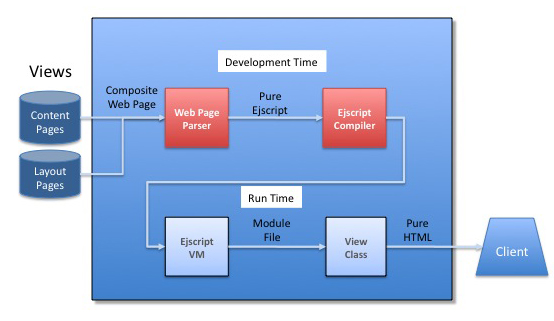 Views
Content
Pages
Layout
Pages
Development Time
Composite
Web Page
Web Page
Parser
Pure
Ejscript
Ejscript
Compiler
Run Time
Ejscript
VM
Module
File
View
Class
Pure
HTML
Client